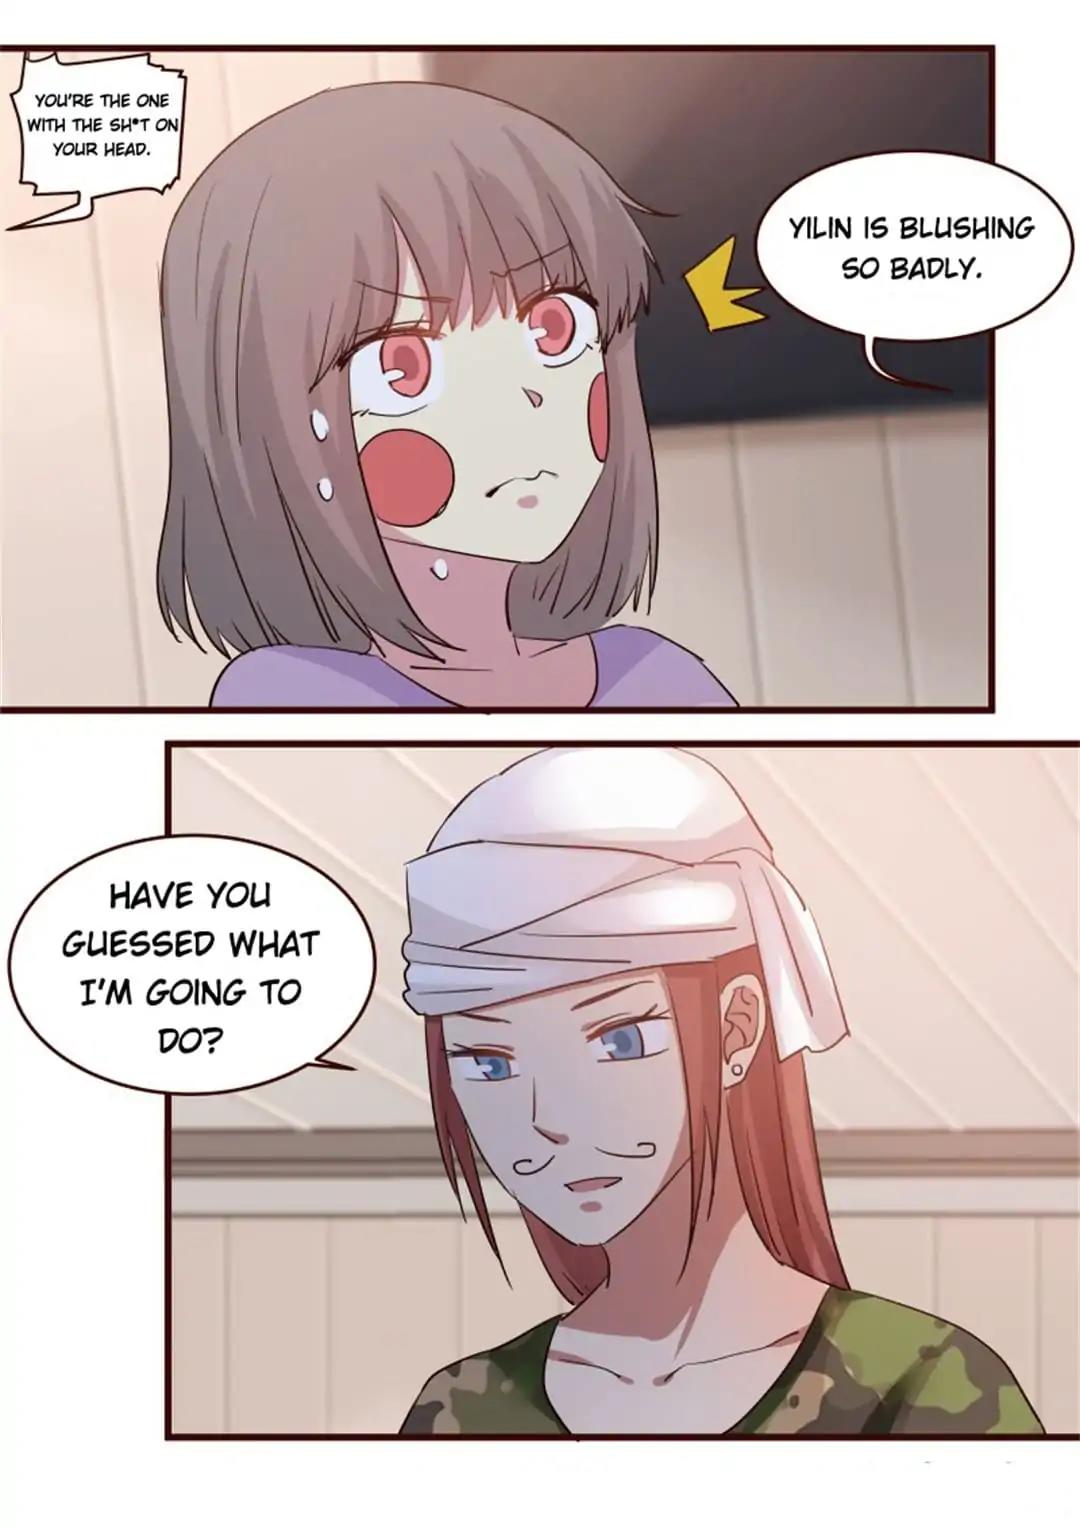 YOU'RE THE ONE
WITH THE SH*T ON
YOUR HEAD.
YILIN IS BLUSHING
SO BADLY.
HAVE YOU
GUESSED WHAT
I'M GOING TO
DO?